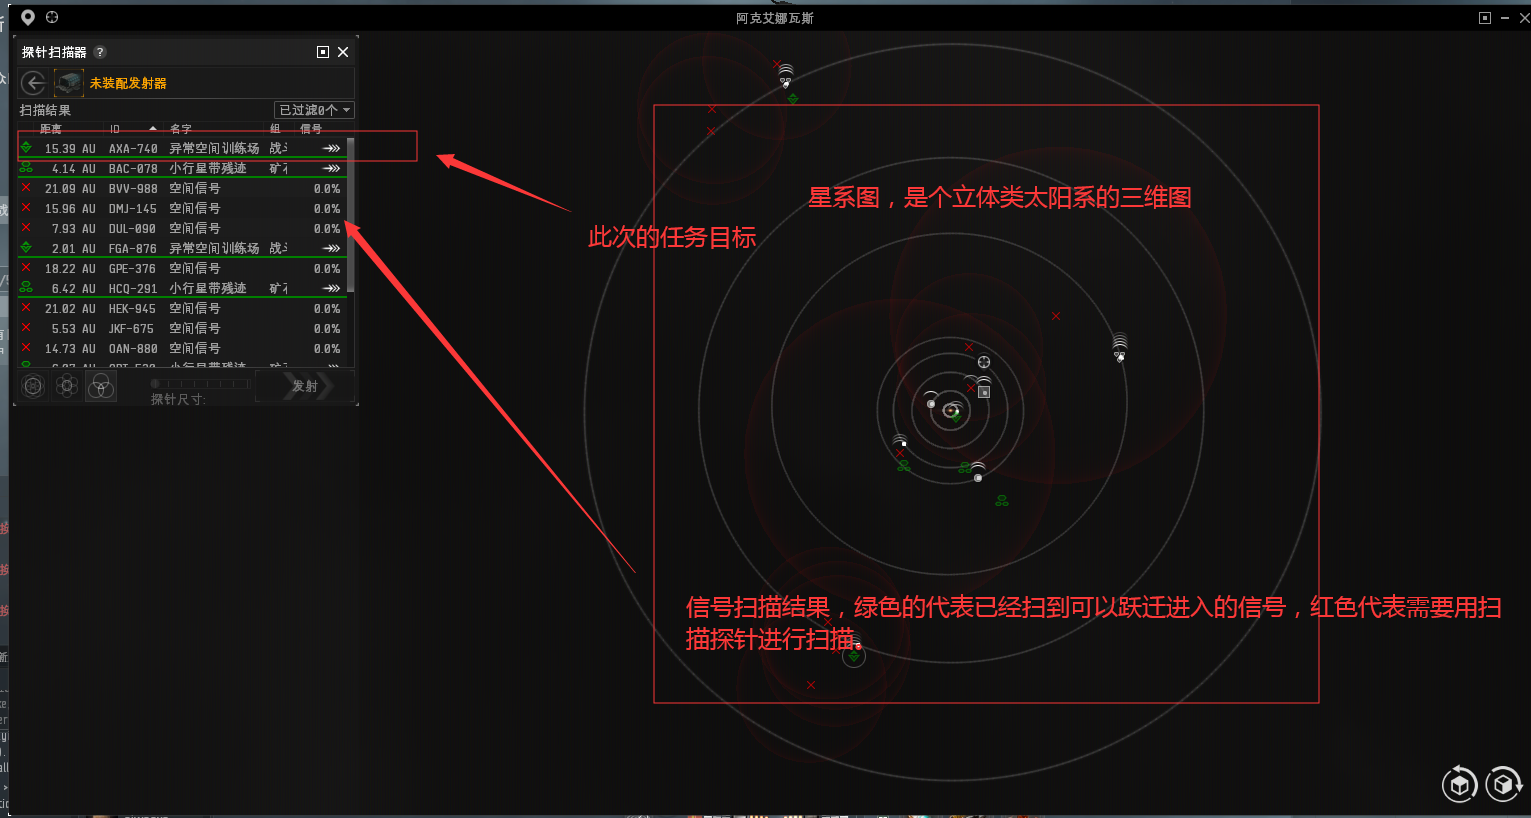 阿克艾娜瓦斯
探针扫描器 ?
未装配发射器
扫描结果
已过滤0个
距离 ID 名字 组 信号
15.39 AU AXA-740 异常空间训练场
4.14 AU BAC-078 小行星带残迹
21.09 AU BVV-988 空间信号 0.0%
15.96 AU DMJ-145 空间信号 0.0%
7.93 AU DUL-090 空间信号 0.0%
2.01 AU FGA-876 异常空间训练场
18.22 AU GPE-376 空间信号 0.0%
6.42 AU HCQ-291 小行星带残迹
21.02 AU HEK-945 空间信号 0.0%
5.53 AU JKF-675 空间信号 0.0%
14.73 AU OAN-880 空间信号 0.0%
探针尺寸:
发射
星系图，是个立体类太阳系的三维图
此次的任务目标
信号扫描结果，绿色的代表已经扫到可以跃迁进入的信号，红色代表需要用扫
描探针进行扫描